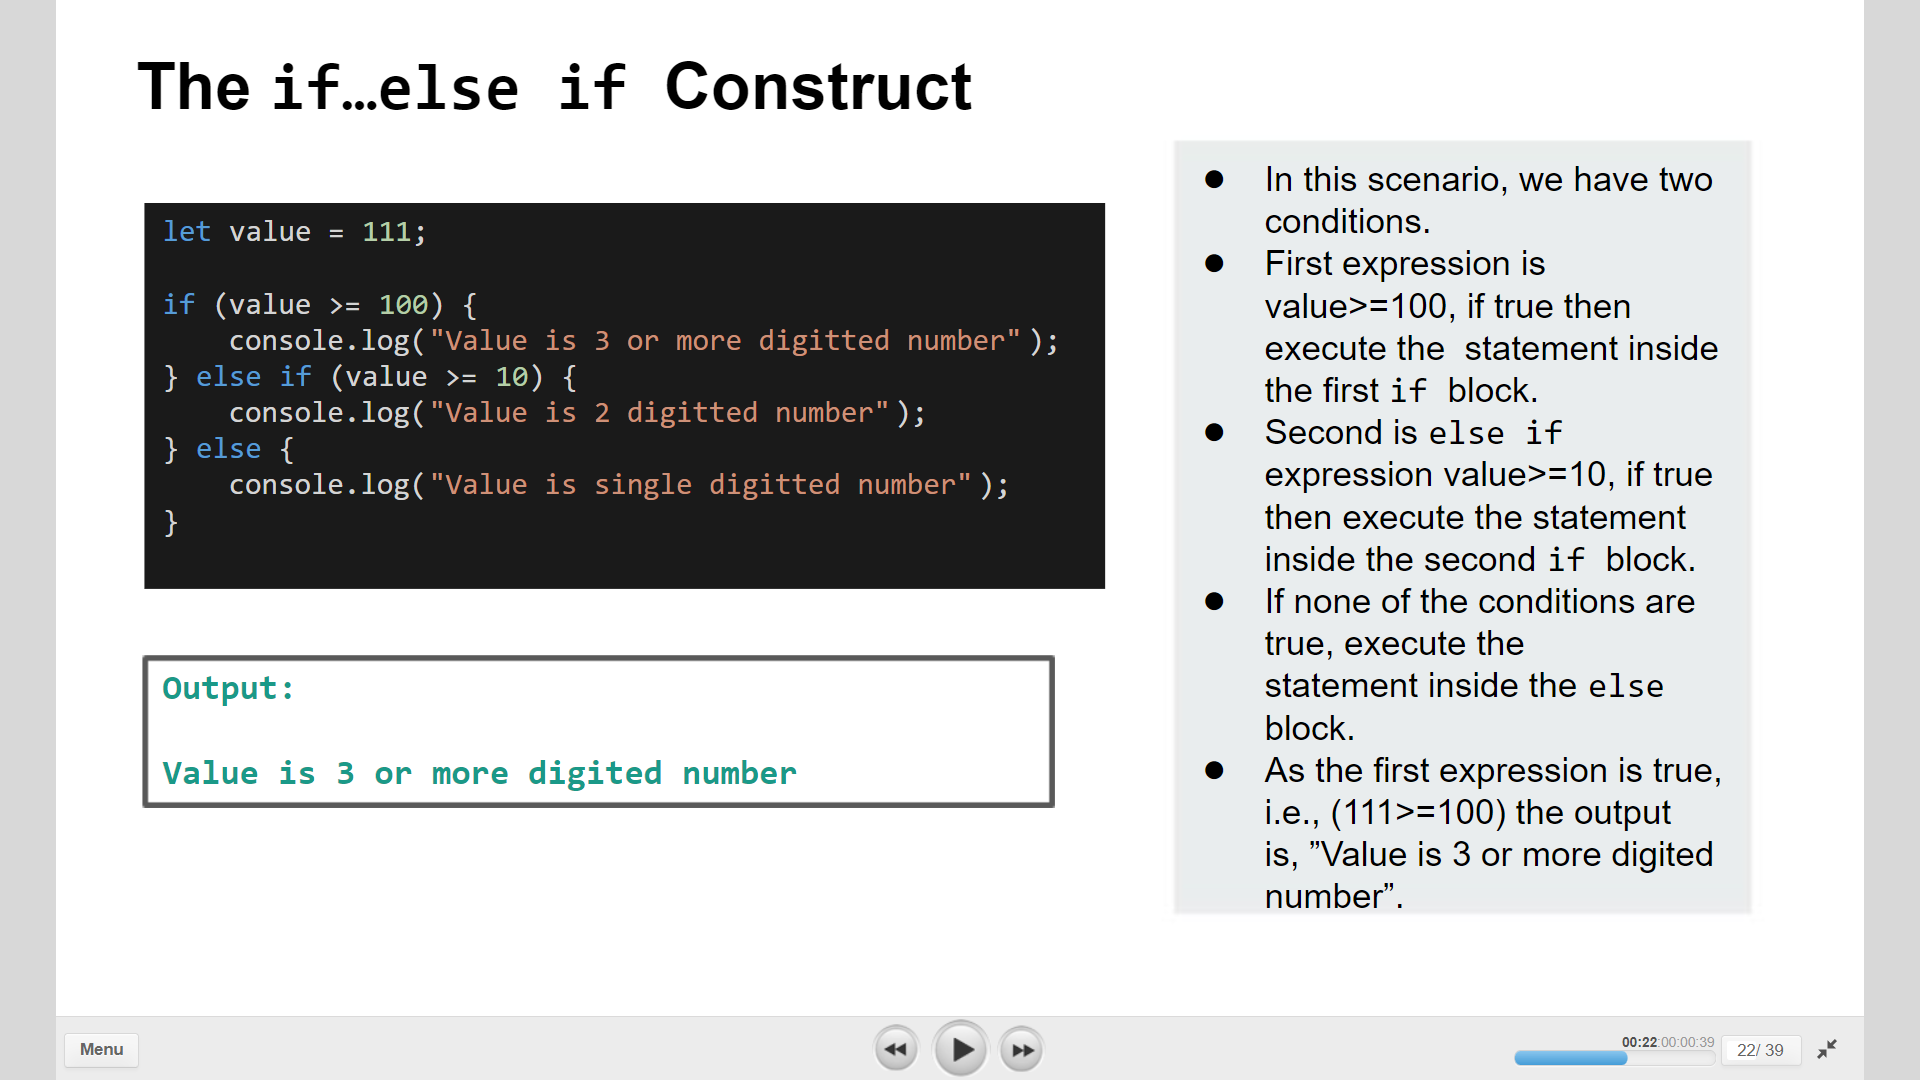 The if…else if Construct
let value = 111;
if (value >= 100) {
console.log("Value is 3 or more digitted number");
} else if (value >= 10) {
console.log("Value is 2 digitted number");
} else {
console.log("Value is single digitted number");
}
Output:
Value is 3 or more digited number
● In this scenario, we have two
conditions.
● First expression is
value>=100, if true then
execute the statement inside
the first if block.
● Second is else if
expression value>=10, if true
then execute the statement
inside the second if block.
● If none of the conditions are
true, execute the
statement inside the else
block.
● As the first expression is true,
i.e., (111>=100) the output
is, ”Value is 3 or more digited
number”.
Menu
00:22:00:00:39
22/ 39